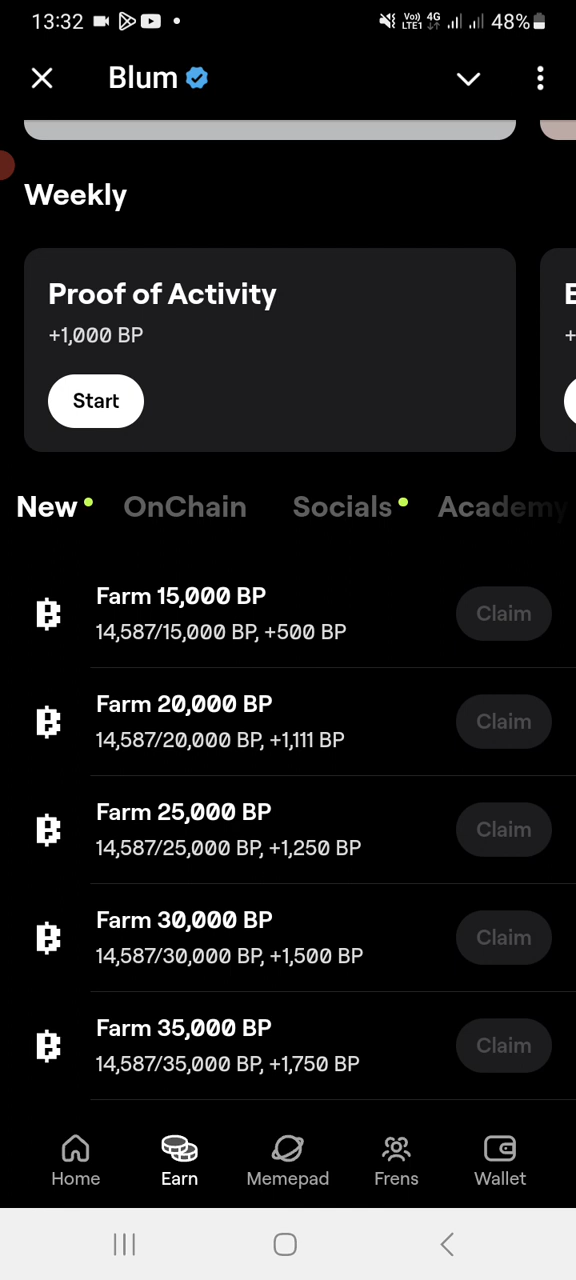 13:32 Vo)) LTE1 4G 48%
Blum
Weekly
Proof of Activity
+1,000 BP
Start
E
+
New OnChain Socials Academy
Farm 15,000 BP
14,587/15,000 BP, +500 BP
Claim
Farm 20,000 BP
14,587/20,000 BP, +1,111 BP
Claim
Farm 25,000 BP
14,587/25,000 BP, +1,250 BP
Claim
Farm 30,000 BP
14,587/30,000 BP, +1,500 BP
Claim
Farm 35,000 BP
14,587/35,000 BP, +1,750 BP
Claim
Home Earn Memepad Frens Wallet